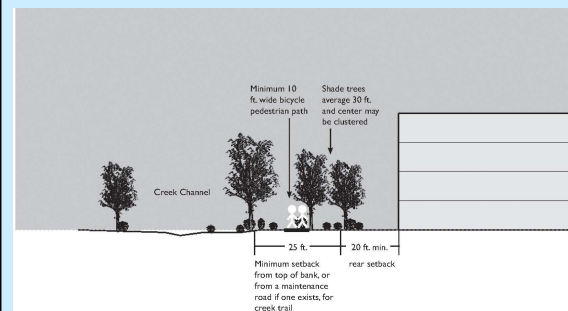 Minimum 10
ft. wide bicycle
pedestrian path
Shade trees
average 30 ft.
and center may
be clustered
Creek Channel
25 ft.
20 ft. min.
Minimum setback
from top of bank, or
from a maintenance
road if one exists, for
creek trail
rear setback